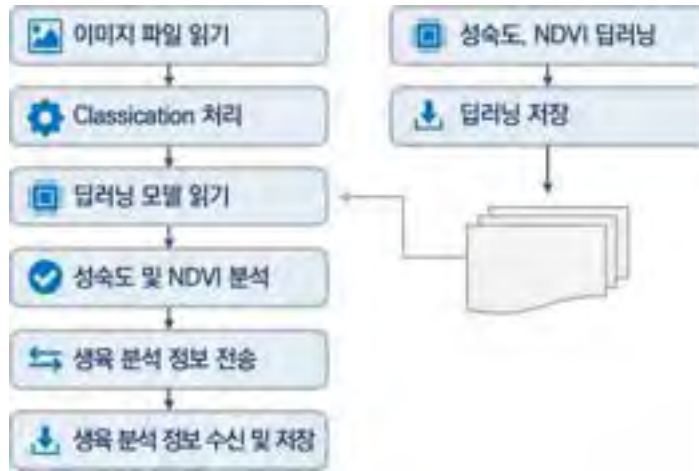 이미지 파일 읽기
Classication 처리
딥러닝 모델 읽기
성숙도 및 NDVI 분석
생육 분석 정보 전송
생육 분석 정보 수신 및 저장
성숙도, NDVI 딥러닝
딥러닝 저장